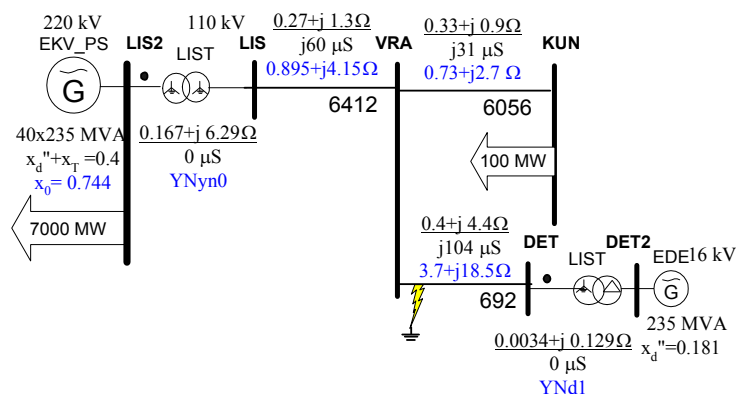 220 kV
110 kV
EKV_PS
LIS2
LIST
LIS
0.27+j 1.3Ω
j60 μS
0.895+j4.15Ω
VRA
0.33+j 0.9Ω
j31 μS
0.73+j2.7 Ω
KUN
G
6412
6056
40x235 MVA
x_d"+x_T =0.4
x_0= 0.744
0.167+j 6.29Ω
0 μS
YNyn0
100 MW
7000 MW
0.4+j 4.4Ω
j104 μS
3.7+j18.5Ω
DET
LIST
DET2
EDE16 kV
692
G
235 MVA
x_d"=0.181
0.0034+j 0.129Ω
0 μS
YNd1